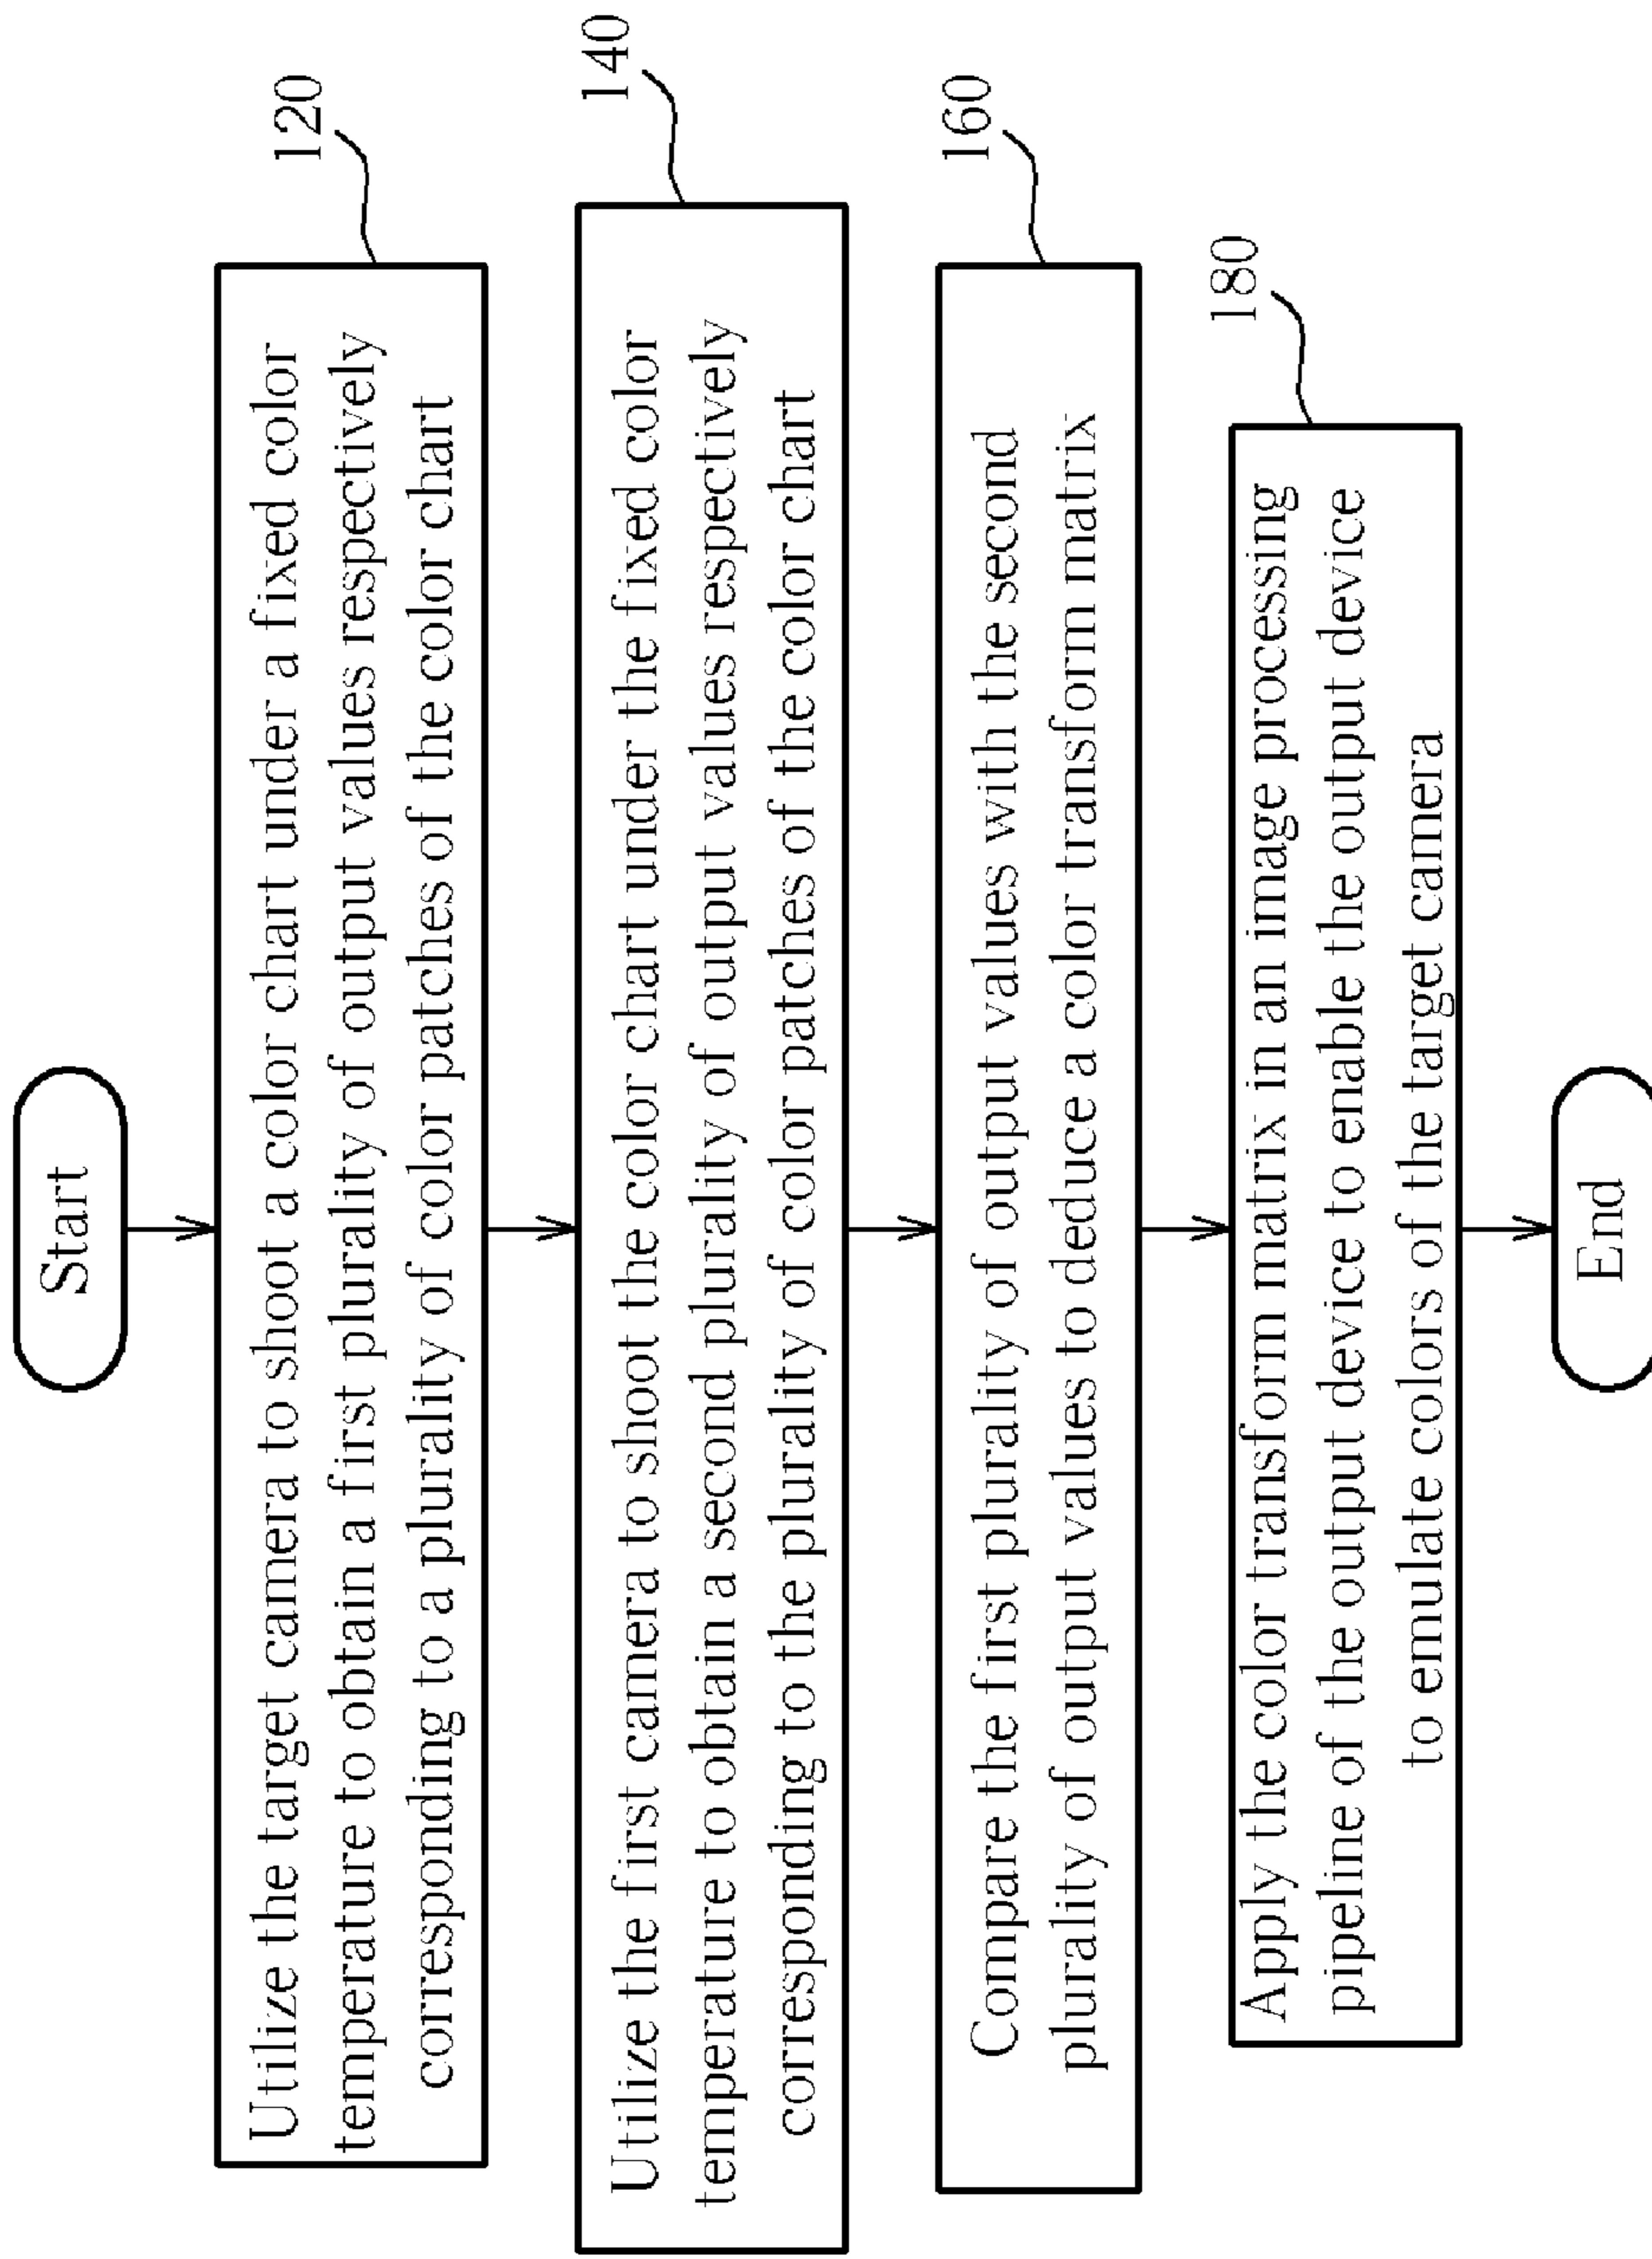 Start
Utilize the target camera to shoot a color chart under a fixed color
temperature to obtain a first plurality of output values respectively
corresponding to a plurality of color patches of the color chart
120
Utilize the first camera to shoot the color chart under the fixed color
temperature to obtain a second plurality of output values respectively
corresponding to the plurality of color patches of the color chart
140
Compare the first plurality of output values with the second
plurality of output values to deduce a color transform matrix
160
Apply the color transform matrix in an image processing
pipeline of the output device to enable the output device
to emulate colors of the target camera
180
End